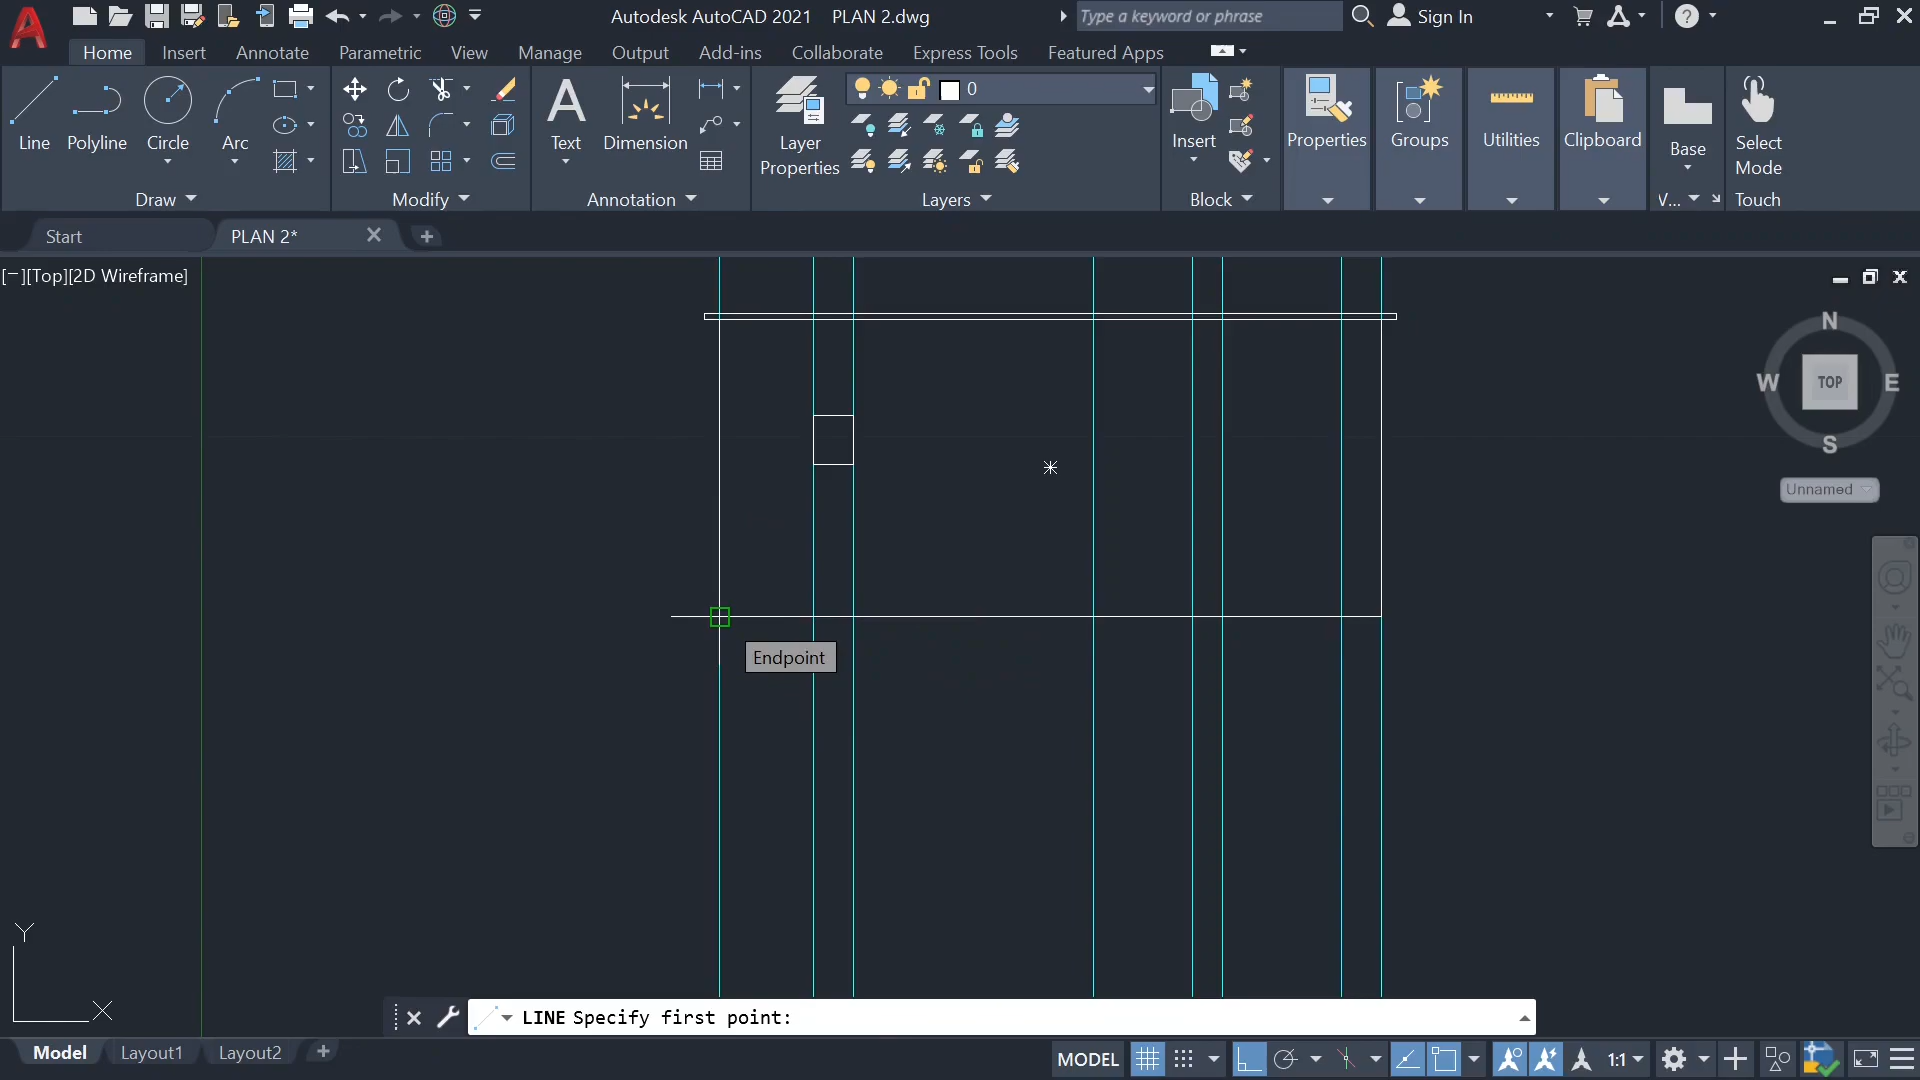 Autodesk AutoCAD 2021 PLAN 2.dwg
Type a keyword or phrase
Sign In
Home Insert Annotate Parametric View Manage Output Add-ins Collaborate Express Tools Featured Apps
Line Polyline Circle Arc
Text Dimension
Layer Properties
0
Insert
Properties Groups Utilities Clipboard Base
Select Mode
Draw Modify Annotation Layers Block V... Touch
Start PLAN 2*
[−][Top][2D Wireframe]
N
W TOP E
S
Unnamed
Endpoint
Y
X
LINE Specify first point:
Model Layout1 Layout2
MODEL 1:1